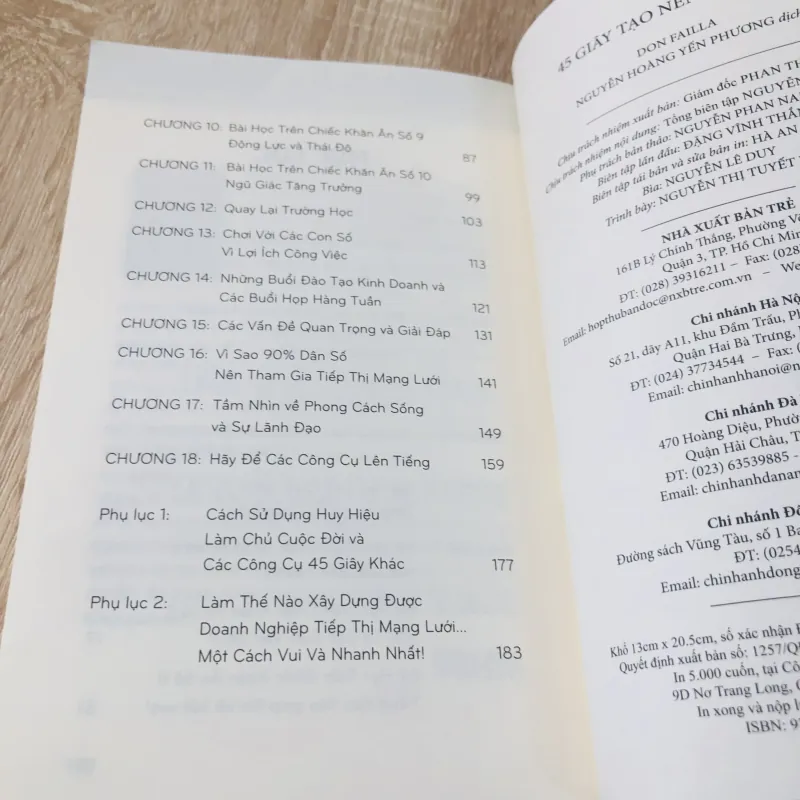 CHƯƠNG 10: Bài Học Trên Chiếc Khăn Ăn Số 9
Động Lực và Thái Độ 87
CHƯƠNG 11: Bài Học Trên Chiếc Khăn Ăn Số 10
Ngũ Giác Tăng Trưởng 99
CHƯƠNG 12: Quay Lại Trường Học 103
CHƯƠNG 13: Chơi Với Các Con Số
Vì Lợi Ích Công Việc 113
CHƯƠNG 14: Những Buổi Đào Tạo Kinh Doanh và
Các Buổi Họp Hàng Tuần 121
CHƯƠNG 15: Các Vấn Đề Quan Trọng và Giải Đáp 131
CHƯƠNG 16: Vì Sao 90% Dân Số
Nên Tham Gia Tiếp Thị Mạng Lưới 141
CHƯƠNG 17: Tầm Nhìn về Phong Cách Sống
và Sự Lãnh Đạo 149
CHƯƠNG 18: Hãy Để Các Công Cụ Lên Tiếng 159
Phụ lục 1: Cách Sử Dụng Huy Hiệu
Làm Chủ Cuộc Đời và
Các Công Cụ 45 Giây Khác 177
Phụ lục 2: Làm Thế Nào Xây Dựng Được
Doanh Nghiệp Tiếp Thị Mạng Lưới...
Một Cách Vui Và Nhanh Nhất! 183
45 GIÂY TẠO NÊN
DON FAILLA
NGUYỄN HOÀNG YẾN PHƯƠNG dịch
Chịu trách nhiệm xuất bản: Giám đốc PHAN
Chịu trách nhiệm nội dung: Tổng biên tập NGUYỄN
Phụ trách bản thảo: NGUYỄN PHAN
Biên tập lần đầu: ĐẶNG VĨNH
Biên tập tái bản và sửa bản in: HÀ AN
Bìa: NGUYỄN LÊ DUY
Trình bày: NGUYỄN THỊ TUYẾT
NHÀ XUẤT BẢN TRẺ
161B Lý Chính Thắng, Phường
Quận 3, TP. Hồ Chí
ĐT: (028) 39316211 – Fax: (028)
Email: hopthubandoc@nxbtre.com.vn –
Chi nhánh Hà
Số 21, dãy A11, khu Đầm Trấu,
Quận Hai Bà Trưng,
ĐT: (024) 37734544 – Fax:
Email: chinhanhhanoi@
Chi nhánh Đà
470 Hoàng Diệu,
Quận Hải Châu,
ĐT: (023) 63539885 -
Email:
Chi nhánh
Đường sách Vũng Tàu, số 1
ĐT:
Email:
Khổ 13cm x 20.5cm, số xác nhận
Quyết định xuất bản số:
In 5.000 cuốn, tại
9D Nơ Trang Long,
In xong và nộp
ISBN: